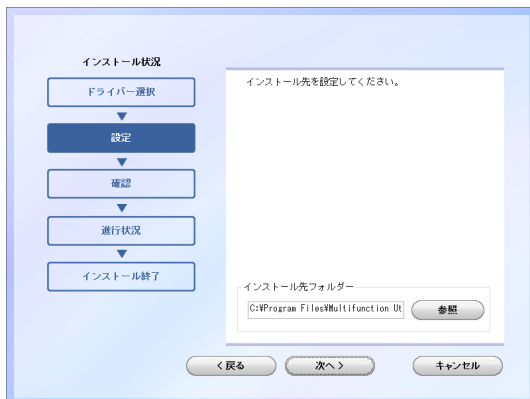 インストール状況
ドライバー選択
設定
確認
進行状況
インストール終了
インストール先を設定してください。
インストール先フォルダー
C:¥Program Files¥Multifunction Ut
参照
< 戻る
次へ >
キャンセル